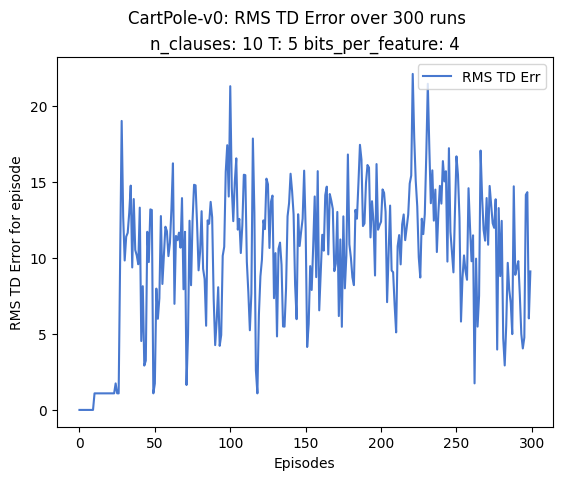 CartPole-v0: RMS TD Error over 300 runs
n_clauses: 10 T: 5 bits_per_feature: 4
RMS TD Err
RMS TD Error for episode
20
15
10
5
0
0 50 100 150 200 250 300
Episodes